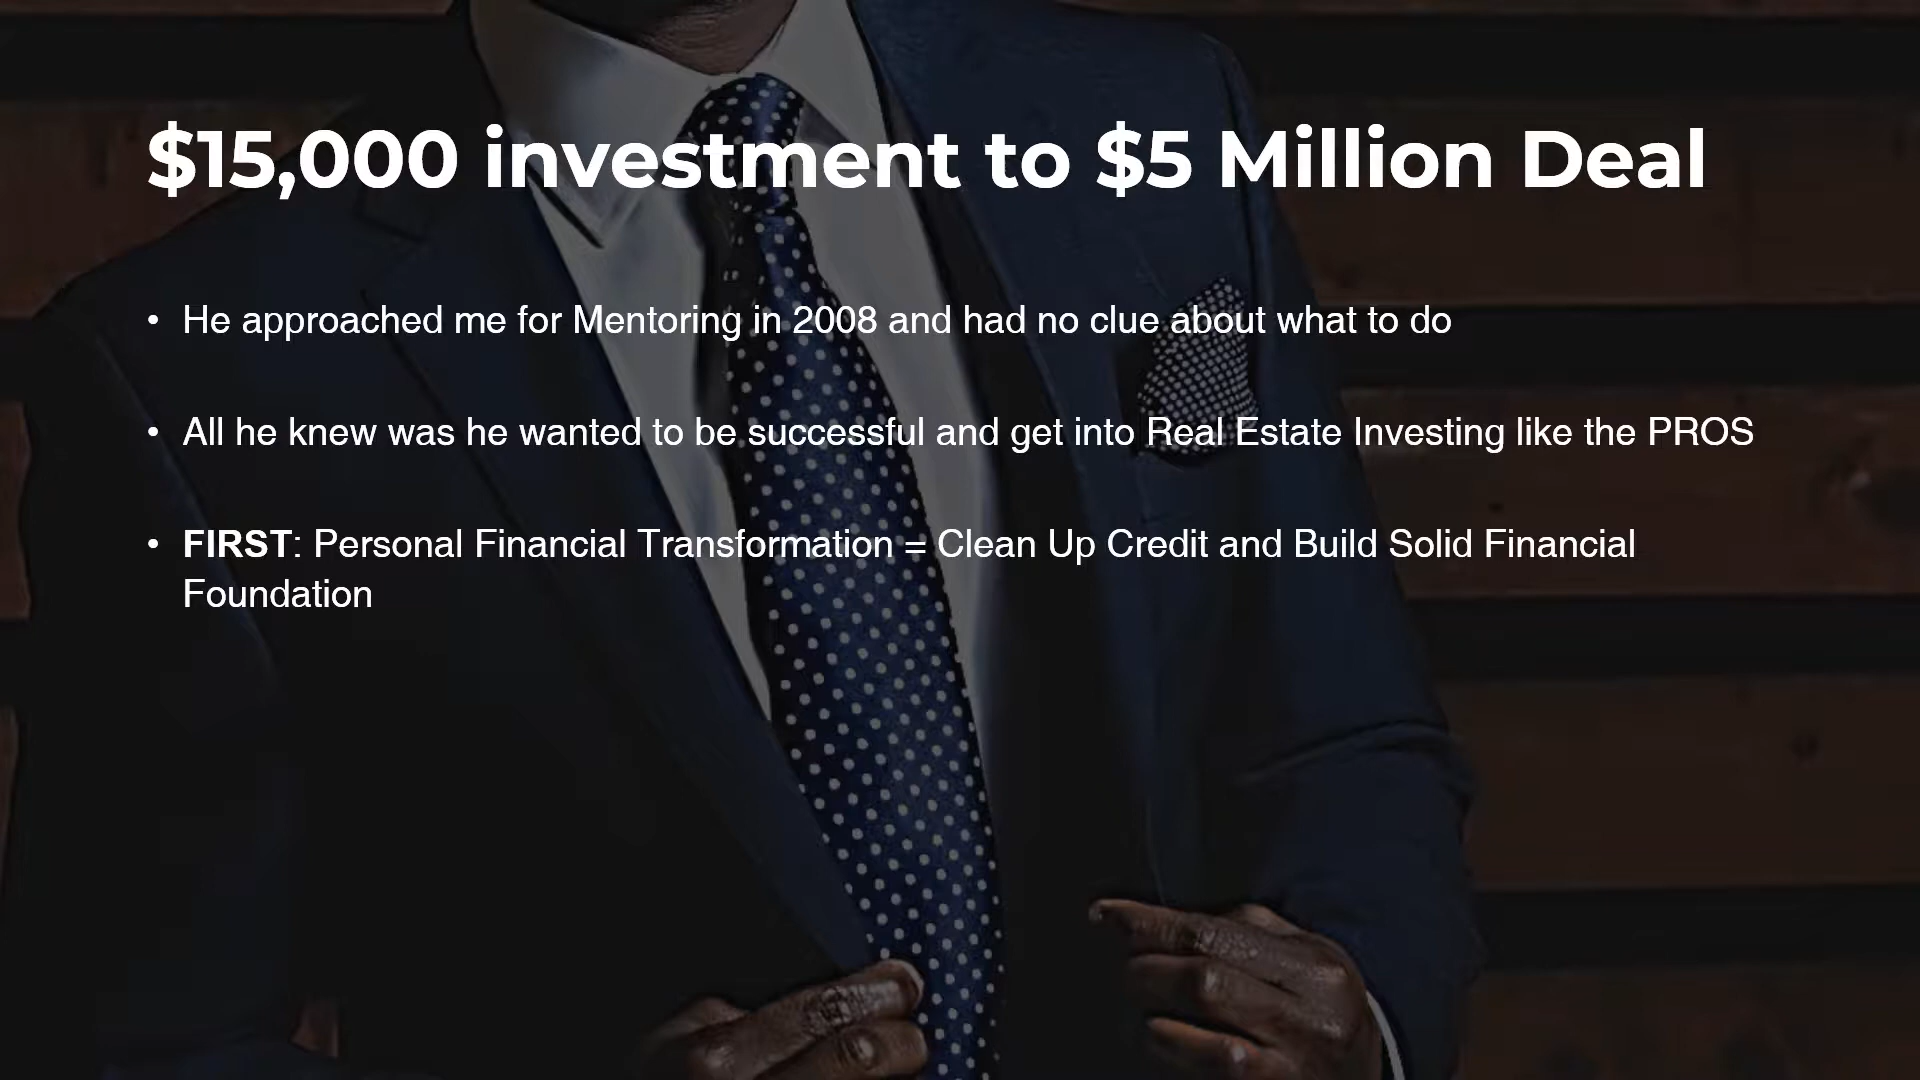 $15,000 investment to $5 Million Deal
• He approached me for Mentoring in 2008 and had no clue about what to do
• All he knew was he wanted to be successful and get into Real Estate Investing like the PROS
• FIRST: Personal Financial Transformation = Clean Up Credit and Build Solid Financial
Foundation